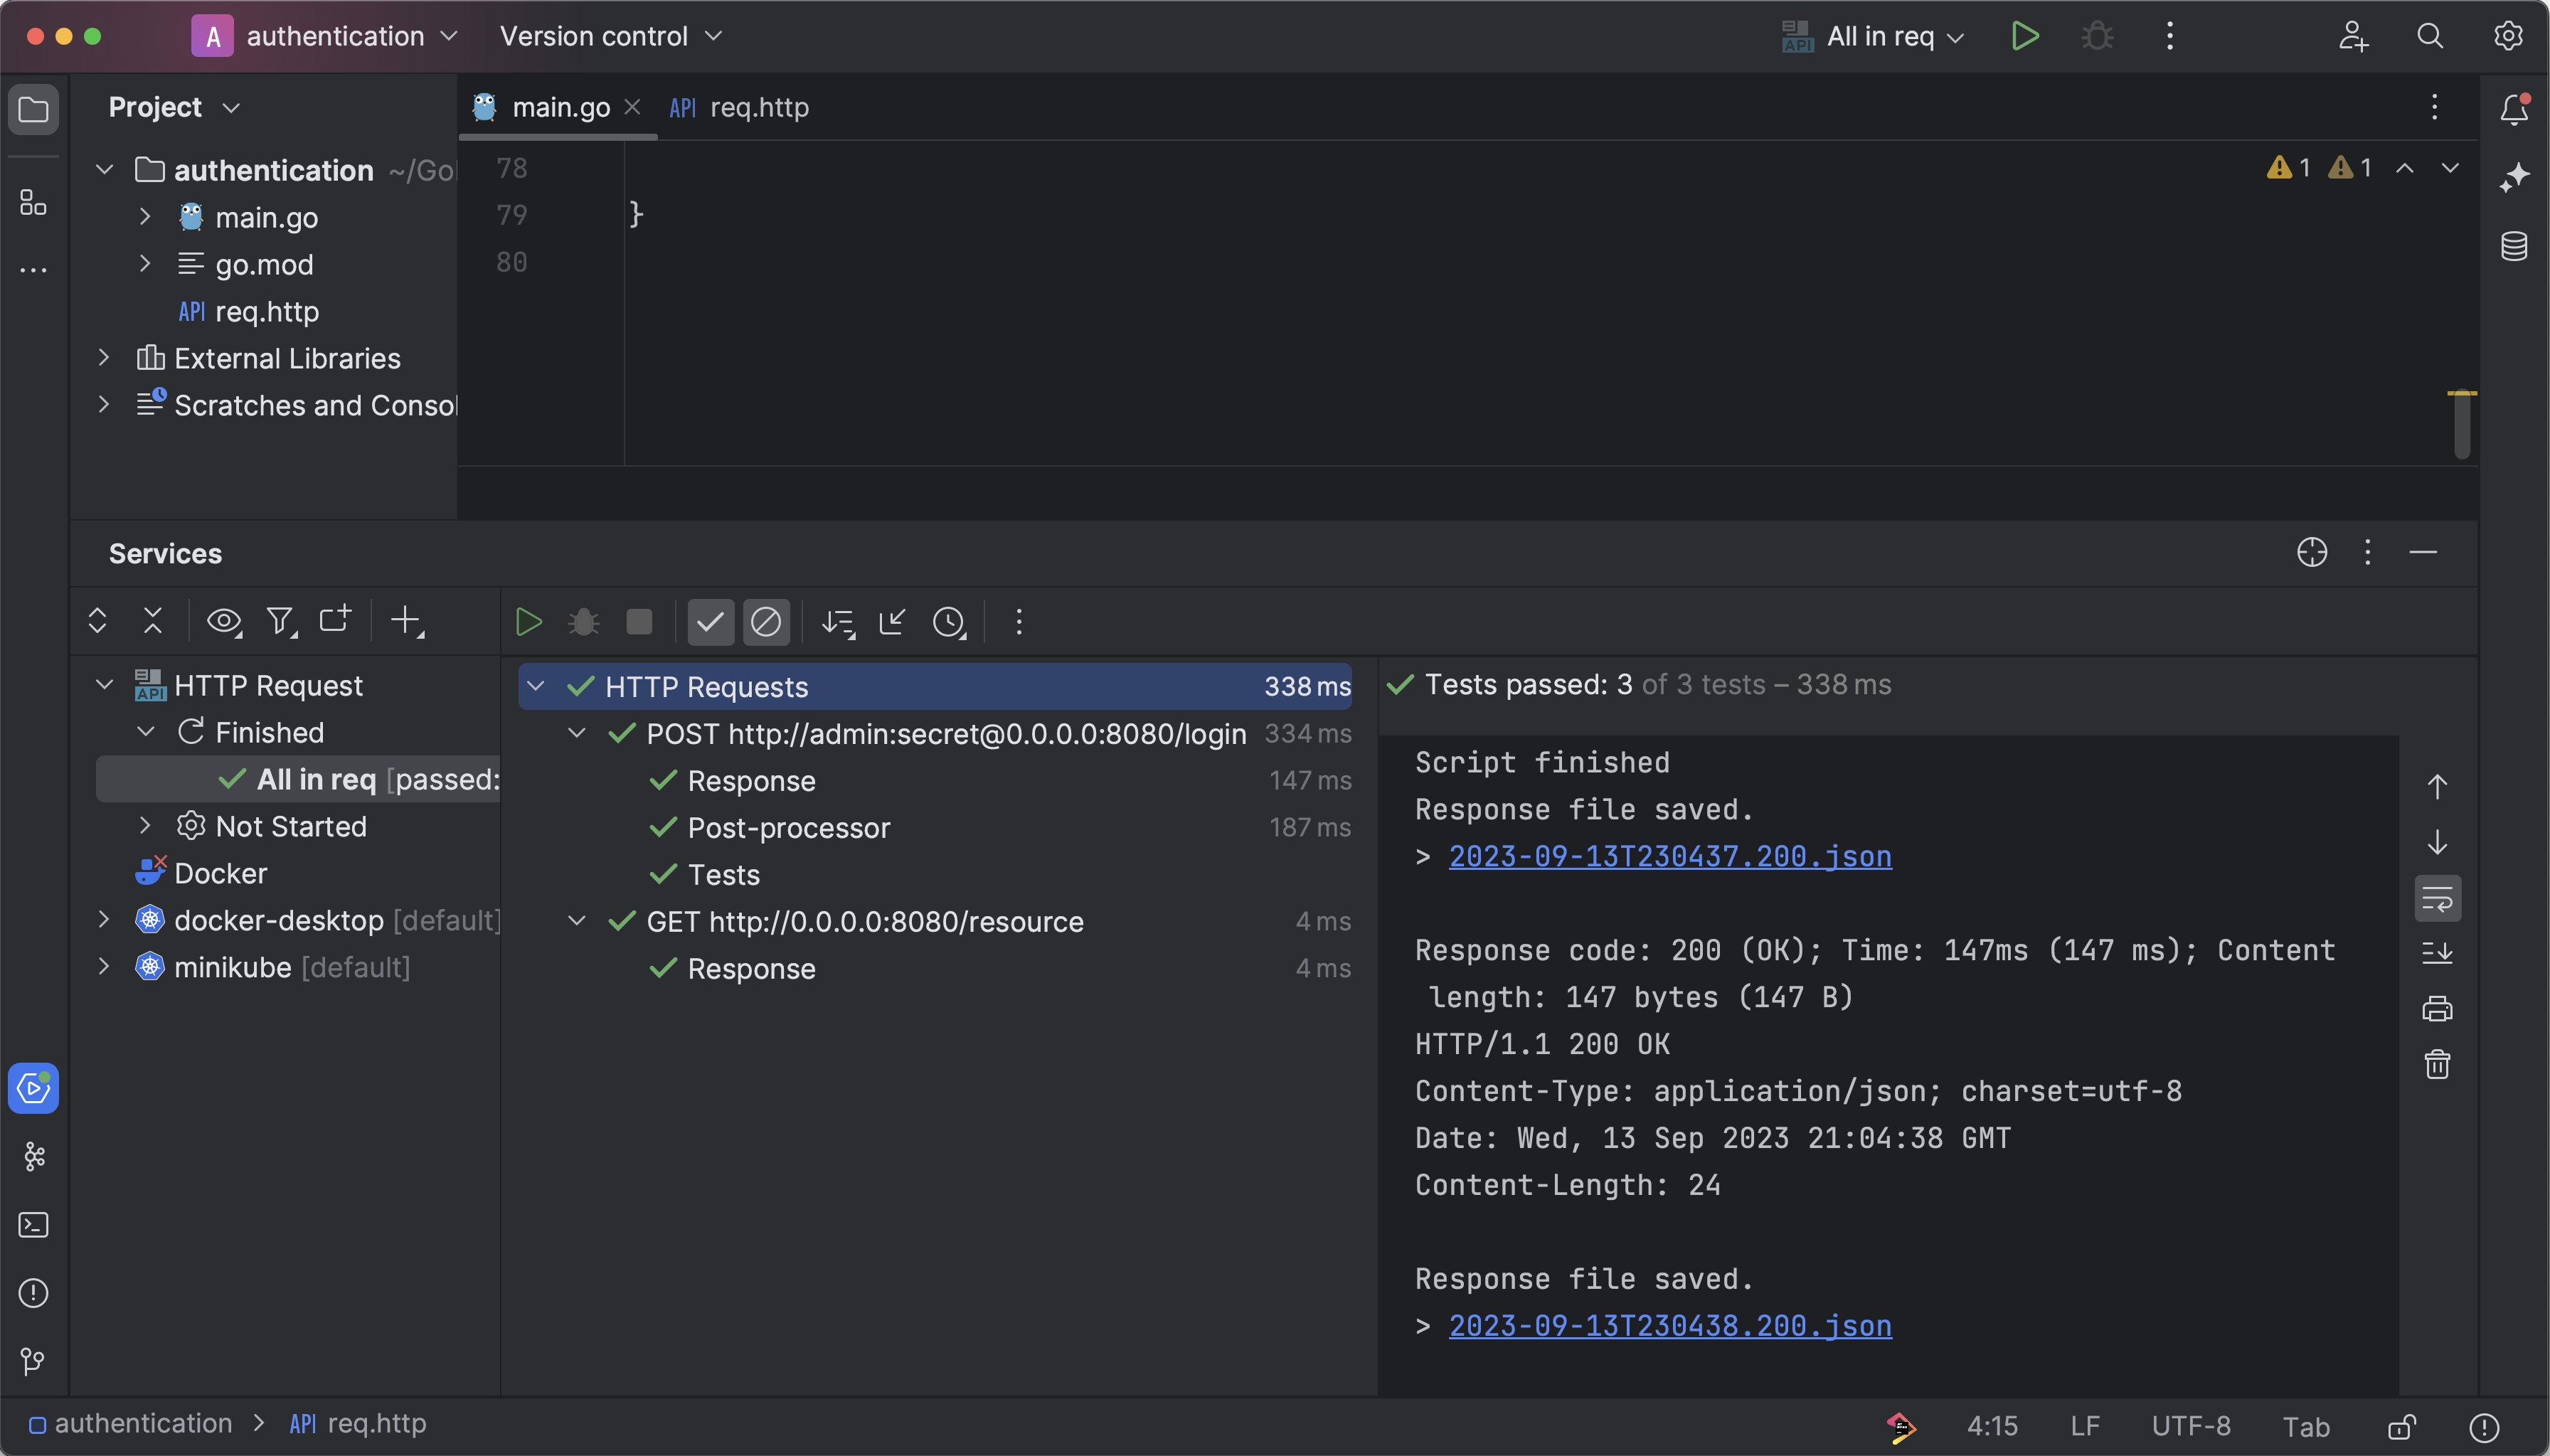 A authentication Version control
API All in req
Project
main.go
API req.http
authentication ~/Go
main.go
go.mod
API req.http
External Libraries
Scratches and Consol
78
79 }
80
1 1
Services
API HTTP Request
Finished
All in req [passed:
Not Started
Docker
docker-desktop [default]
minikube [default]
HTTP Requests 338 ms
POST http://admin:secret@0.0.0.0:8080/login 334 ms
Response 147 ms
Post-processor 187 ms
Tests
GET http://0.0.0.0:8080/resource 4 ms
Response 4 ms
Tests passed: 3 of 3 tests – 338 ms
Script finished
Response file saved.
> 2023-09-13T230437.200.json
Response code: 200 (OK); Time: 147ms (147 ms); Content
length: 147 bytes (147 B)
HTTP/1.1 200 OK
Content-Type: application/json; charset=utf-8
Date: Wed, 13 Sep 2023 21:04:38 GMT
Content-Length: 24
Response file saved.
> 2023-09-13T230438.200.json
authentication > API req.http
4:15 LF UTF-8 Tab